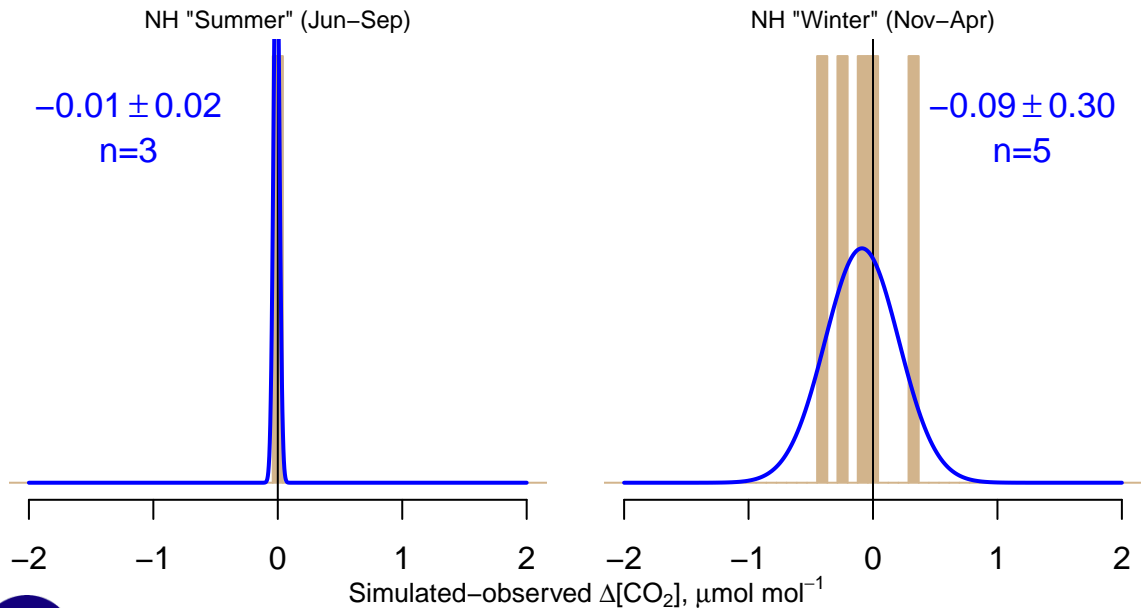 NH "Summer" (Jun−Sep)
−0.01 ± 0.02
n=3
−2 −1 0 1 2
NH "Winter" (Nov−Apr)
−0.09 ± 0.30
n=5
−2 −1 0 1 2
Simulated−observed Δ[CO₂], μmol mol⁻¹